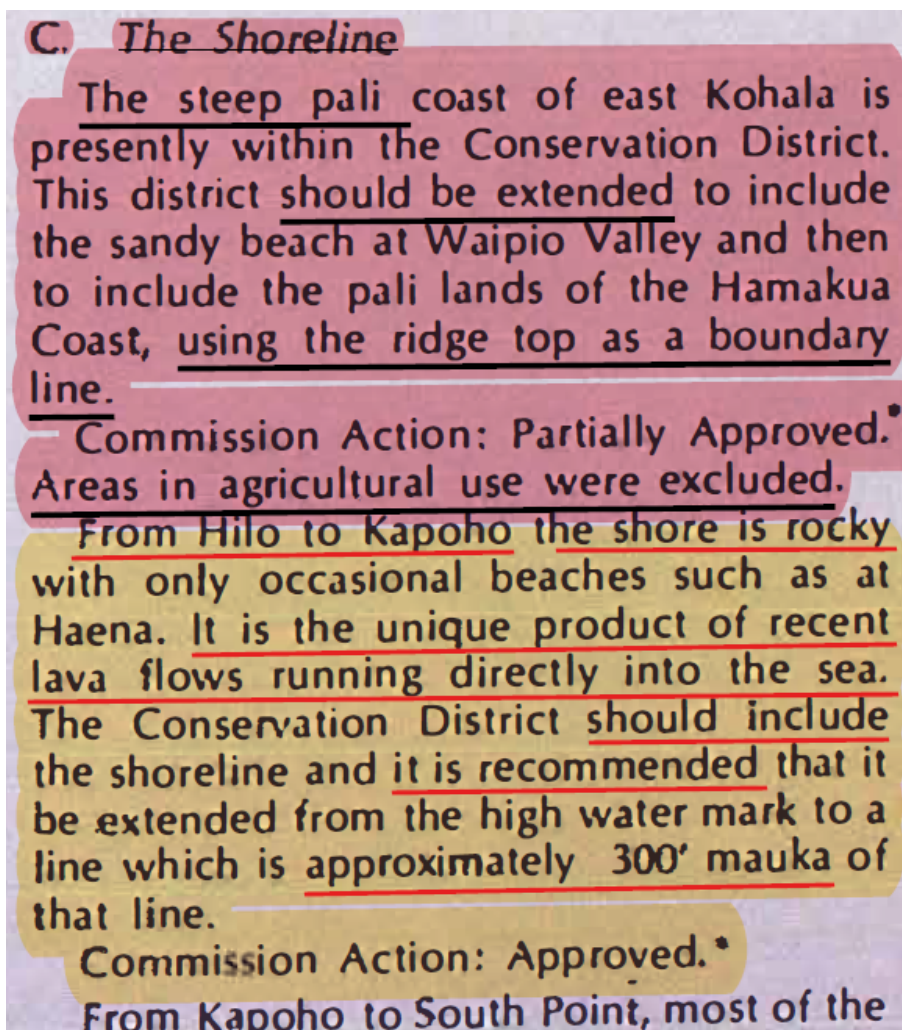 C. The Shoreline
The steep pali coast of east Kohala is
presently within the Conservation District.
This district should be extended to include
the sandy beach at Waipio Valley and then
to include the pali lands of the Hamakua
Coast, using the ridge top as a boundary
line.
Commission Action: Partially Approved.*
Areas in agricultural use were excluded.
From Hilo to Kapoho the shore is rocky
with only occasional beaches such as at
Haena. It is the unique product of recent
lava flows running directly into the sea.
The Conservation District should include
the shoreline and it is recommended that it
be extended from the high water mark to a
line which is approximately 300' mauka of
that line.
Commission Action: Approved.*
From Kapoho to South Point, most of the